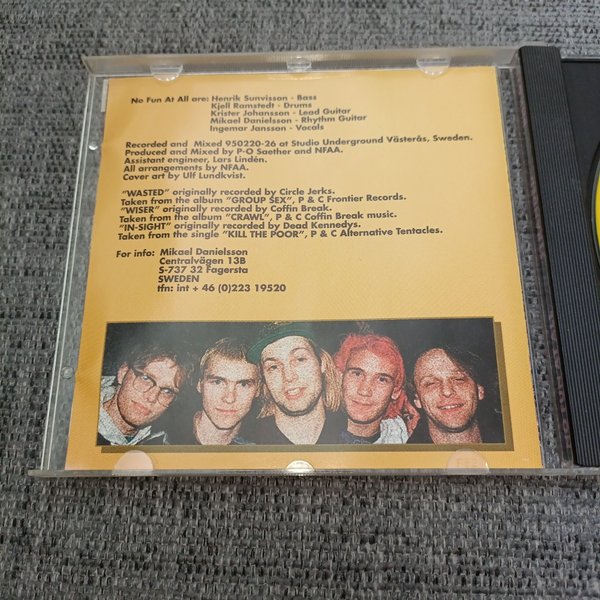 No Fun At All are: Henrik Sunvisson - Bass
Kjell Ramstedt - Drums
Krister Johansson - Lead Guitar
Mikael Danielsson - Rhythm Guitar
Ingemar Jansson - Vocals
Recorded and Mixed 950220-26 at Studio Underground Västerås, Sweden.
Produced and Mixed by P-O Saether and NFAA.
Assistant engineer, Lars Lindén.
All arrangements by NFAA.
Cover art by Ulf Lundkvist.
"WASTED" originally recorded by Circle Jerks.
Taken from the album "GROUP SEX", P & C Frontier Records.
"WISER" originally recorded by Coffin Break.
Taken from the album "CRAWL", P & C Coffin Break music.
"IN-SIGHT" originally recorded by Dead Kennedys.
Taken from the single "KILL THE POOR", P & C Alternative Tentacles.
For info: Mikael Danielsson
Centralvägen 13B
S-737 32 Fagersta
SWEDEN
tfn: int + 46 (0)223 19520